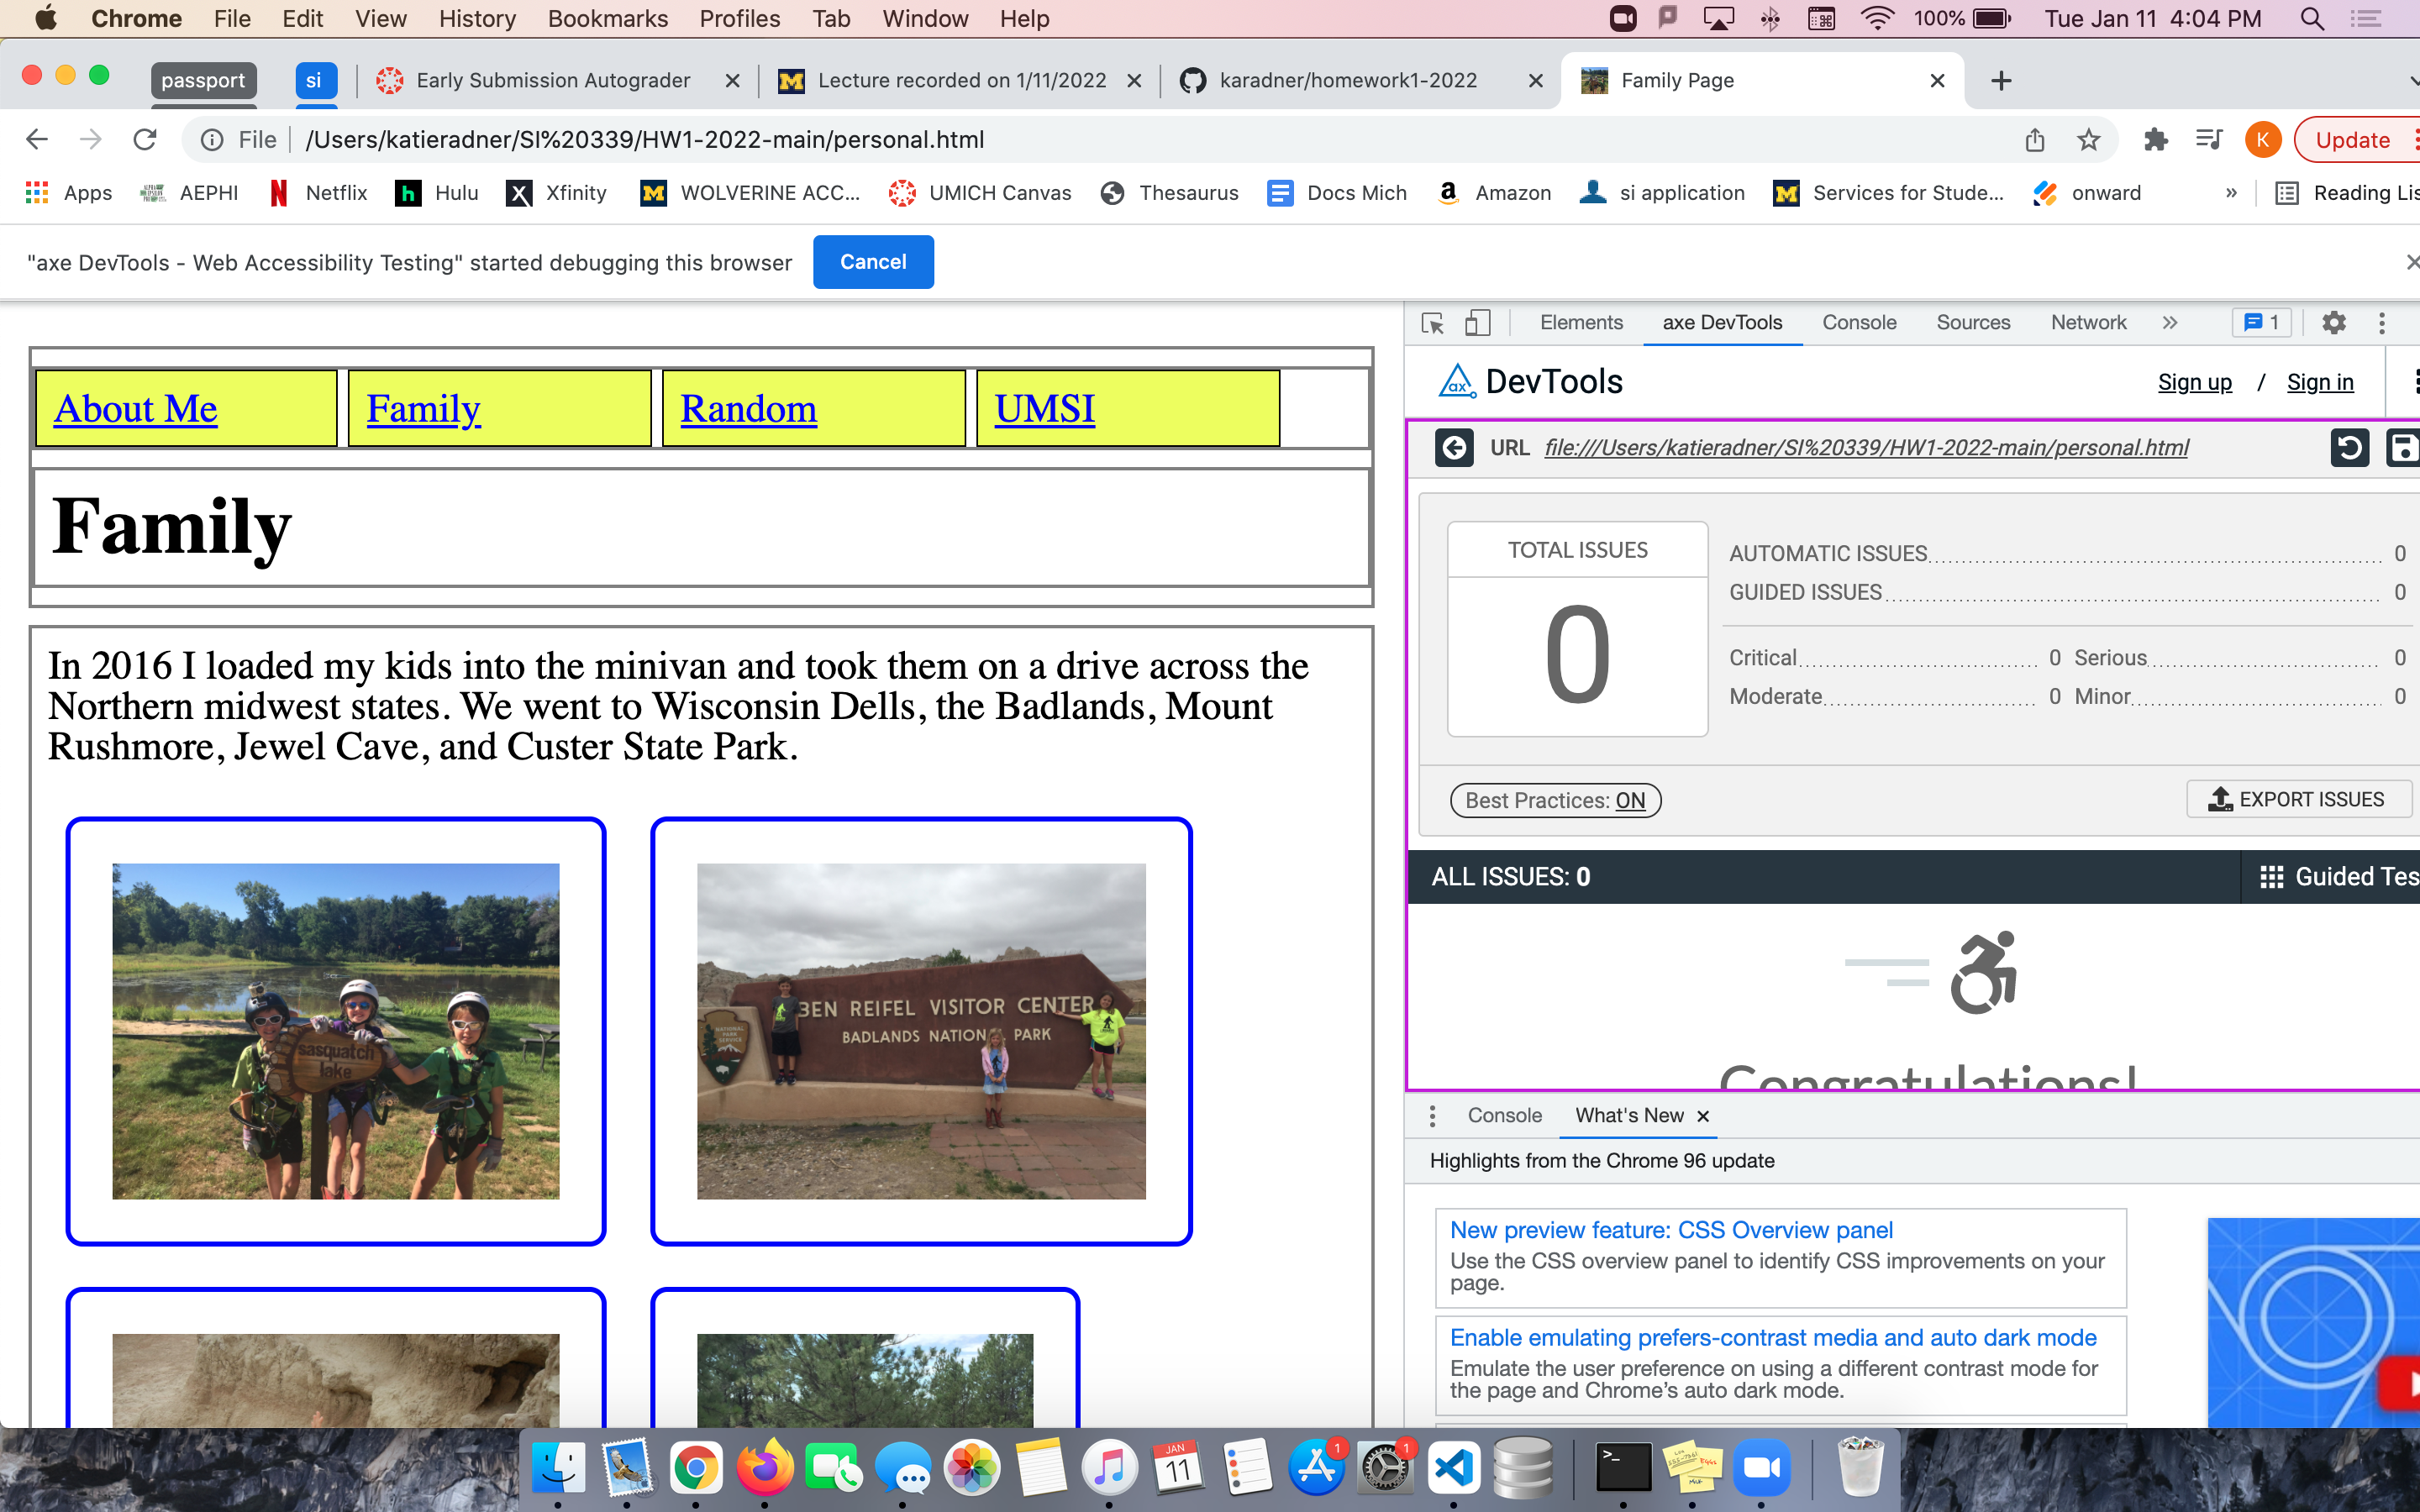 Chrome File Edit View History Bookmarks Profiles Tab Window Help 100% Tue Jan 11 4:04 PM
passport si Early Submission Autograder Lecture recorded on 1/11/2022 karadner/homework1-2022 Family Page
File /Users/katieradner/SI%20339/HW1-2022-main/personal.html K Update
Apps AEPHI Netflix Hulu Xfinity WOLVERINE ACC... UMICH Canvas Thesaurus Docs Mich Amazon si application Services for Stude... onward » Reading Lis
"axe DevTools - Web Accessibility Testing" started debugging this browser Cancel
About Me Family Random UMSI
Family
In 2016 I loaded my kids into the minivan and took them on a drive across the
Northern midwest states. We went to Wisconsin Dells, the Badlands, Mount
Rushmore, Jewel Cave, and Custer State Park.
sasquatch
lake
NATIONAL
PARK
SERVICE
BEN REIFEL VISITOR CENTER
BADLANDS NATION PARK
Elements axe DevTools Console Sources Network » 1
ax DevTools Sign up / Sign in
URL file:///Users/katieradner/SI%20339/HW1-2022-main/personal.html
TOTAL ISSUES
0
AUTOMATIC ISSUES 0
GUIDED ISSUES 0
Critical 0 Serious 0
Moderate 0 Minor 0
Best Practices: ON EXPORT ISSUES
ALL ISSUES: 0 Guided Tes
Congratulations!
Console What's New
Highlights from the Chrome 96 update
New preview feature: CSS Overview panel
Use the CSS overview panel to identify CSS improvements on your
page.
Enable emulating prefers-contrast media and auto dark mode
Emulate the user preference on using a different contrast mode for
the page and Chrome's auto dark mode.
JAN
11
1
1